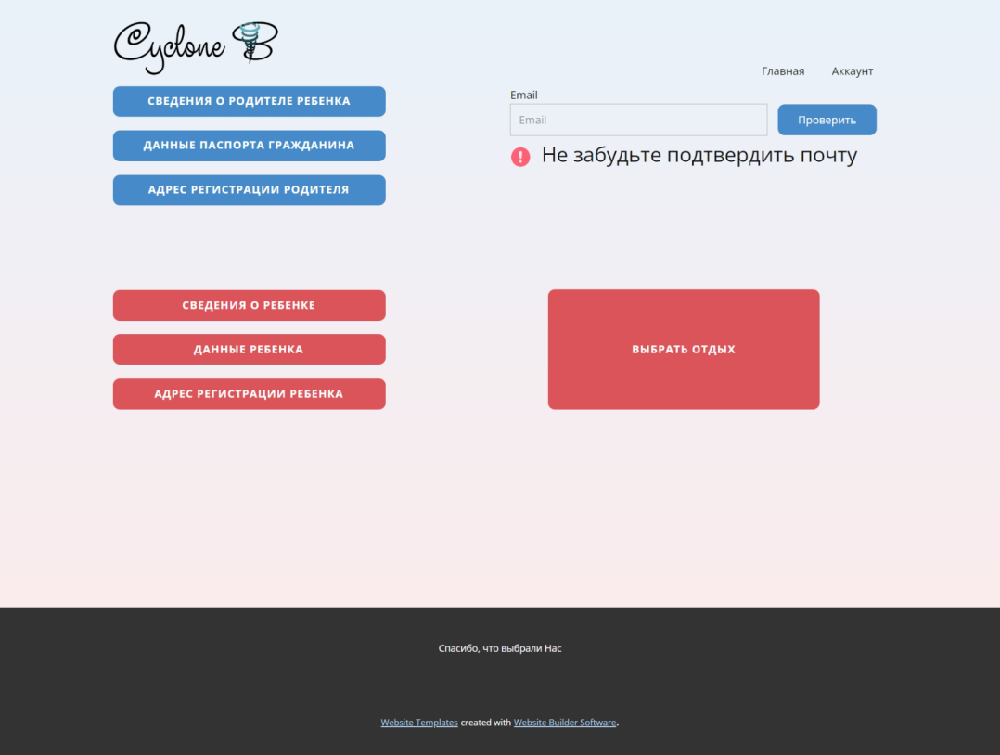 Cyclone B
Главная Аккаунт
СВЕДЕНИЯ О РОДИТЕЛЕ РЕБЕНКА
ДАННЫЕ ПАСПОРТА ГРАЖДАНИНА
АДРЕС РЕГИСТРАЦИИ РОДИТЕЛЯ
Email
Email
Проверить
Не забудьте подтвердить почту
СВЕДЕНИЯ О РЕБЕНКЕ
ДАННЫЕ РЕБЕНКА
АДРЕС РЕГИСТРАЦИИ РЕБЕНКА
ВЫБРАТЬ ОТДЫХ
Спасибо, что выбрали Нас
Website Templates created with Website Builder Software.